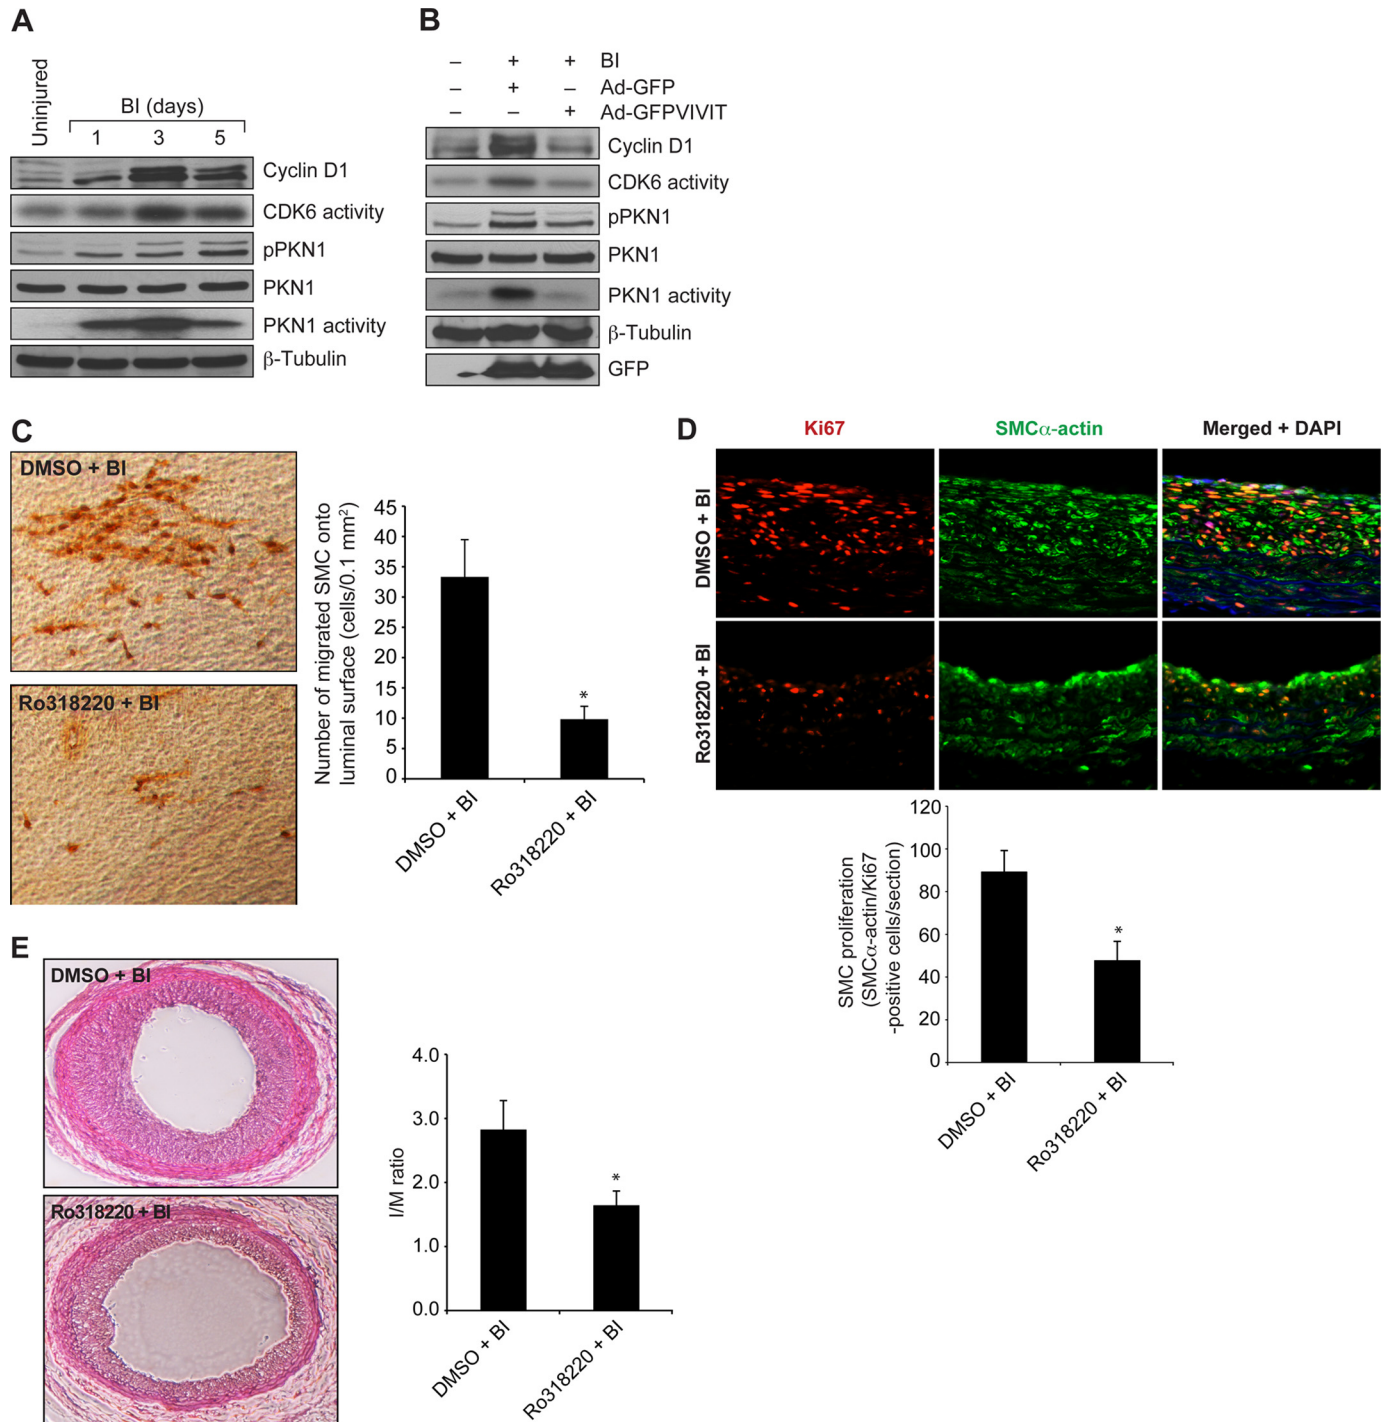 A
Uninjured
BI (days)
1 3 5
Cyclin D1
CDK6 activity
pPKN1
PKN1
PKN1 activity
β-Tubulin
B
– + + BI
– + – Ad-GFP
– – + Ad-GFPVIVIT
Cyclin D1
CDK6 activity
pPKN1
PKN1
PKN1 activity
β-Tubulin
GFP
C
DMSO + BI
Ro318220 + BI
Number of migrated SMC onto
luminal surface (cells/0.1 mm²)
45
40
35
30
25
20
15
10
5
0
*
DMSO + BI
Ro318220 + BI
D
Ki67 SMCα-actin Merged + DAPI
DMSO + BI
Ro318220 + BI
SMC proliferation
(SMCα-actin/Ki67
-positive cells/section)
120
100
80
60
40
20
0
*
DMSO + BI
Ro318220 + BI
E
DMSO + BI
Ro318220 + BI
I/M ratio
4.0
3.0
2.0
1.0
0.0
*
DMSO + BI
Ro318220 + BI